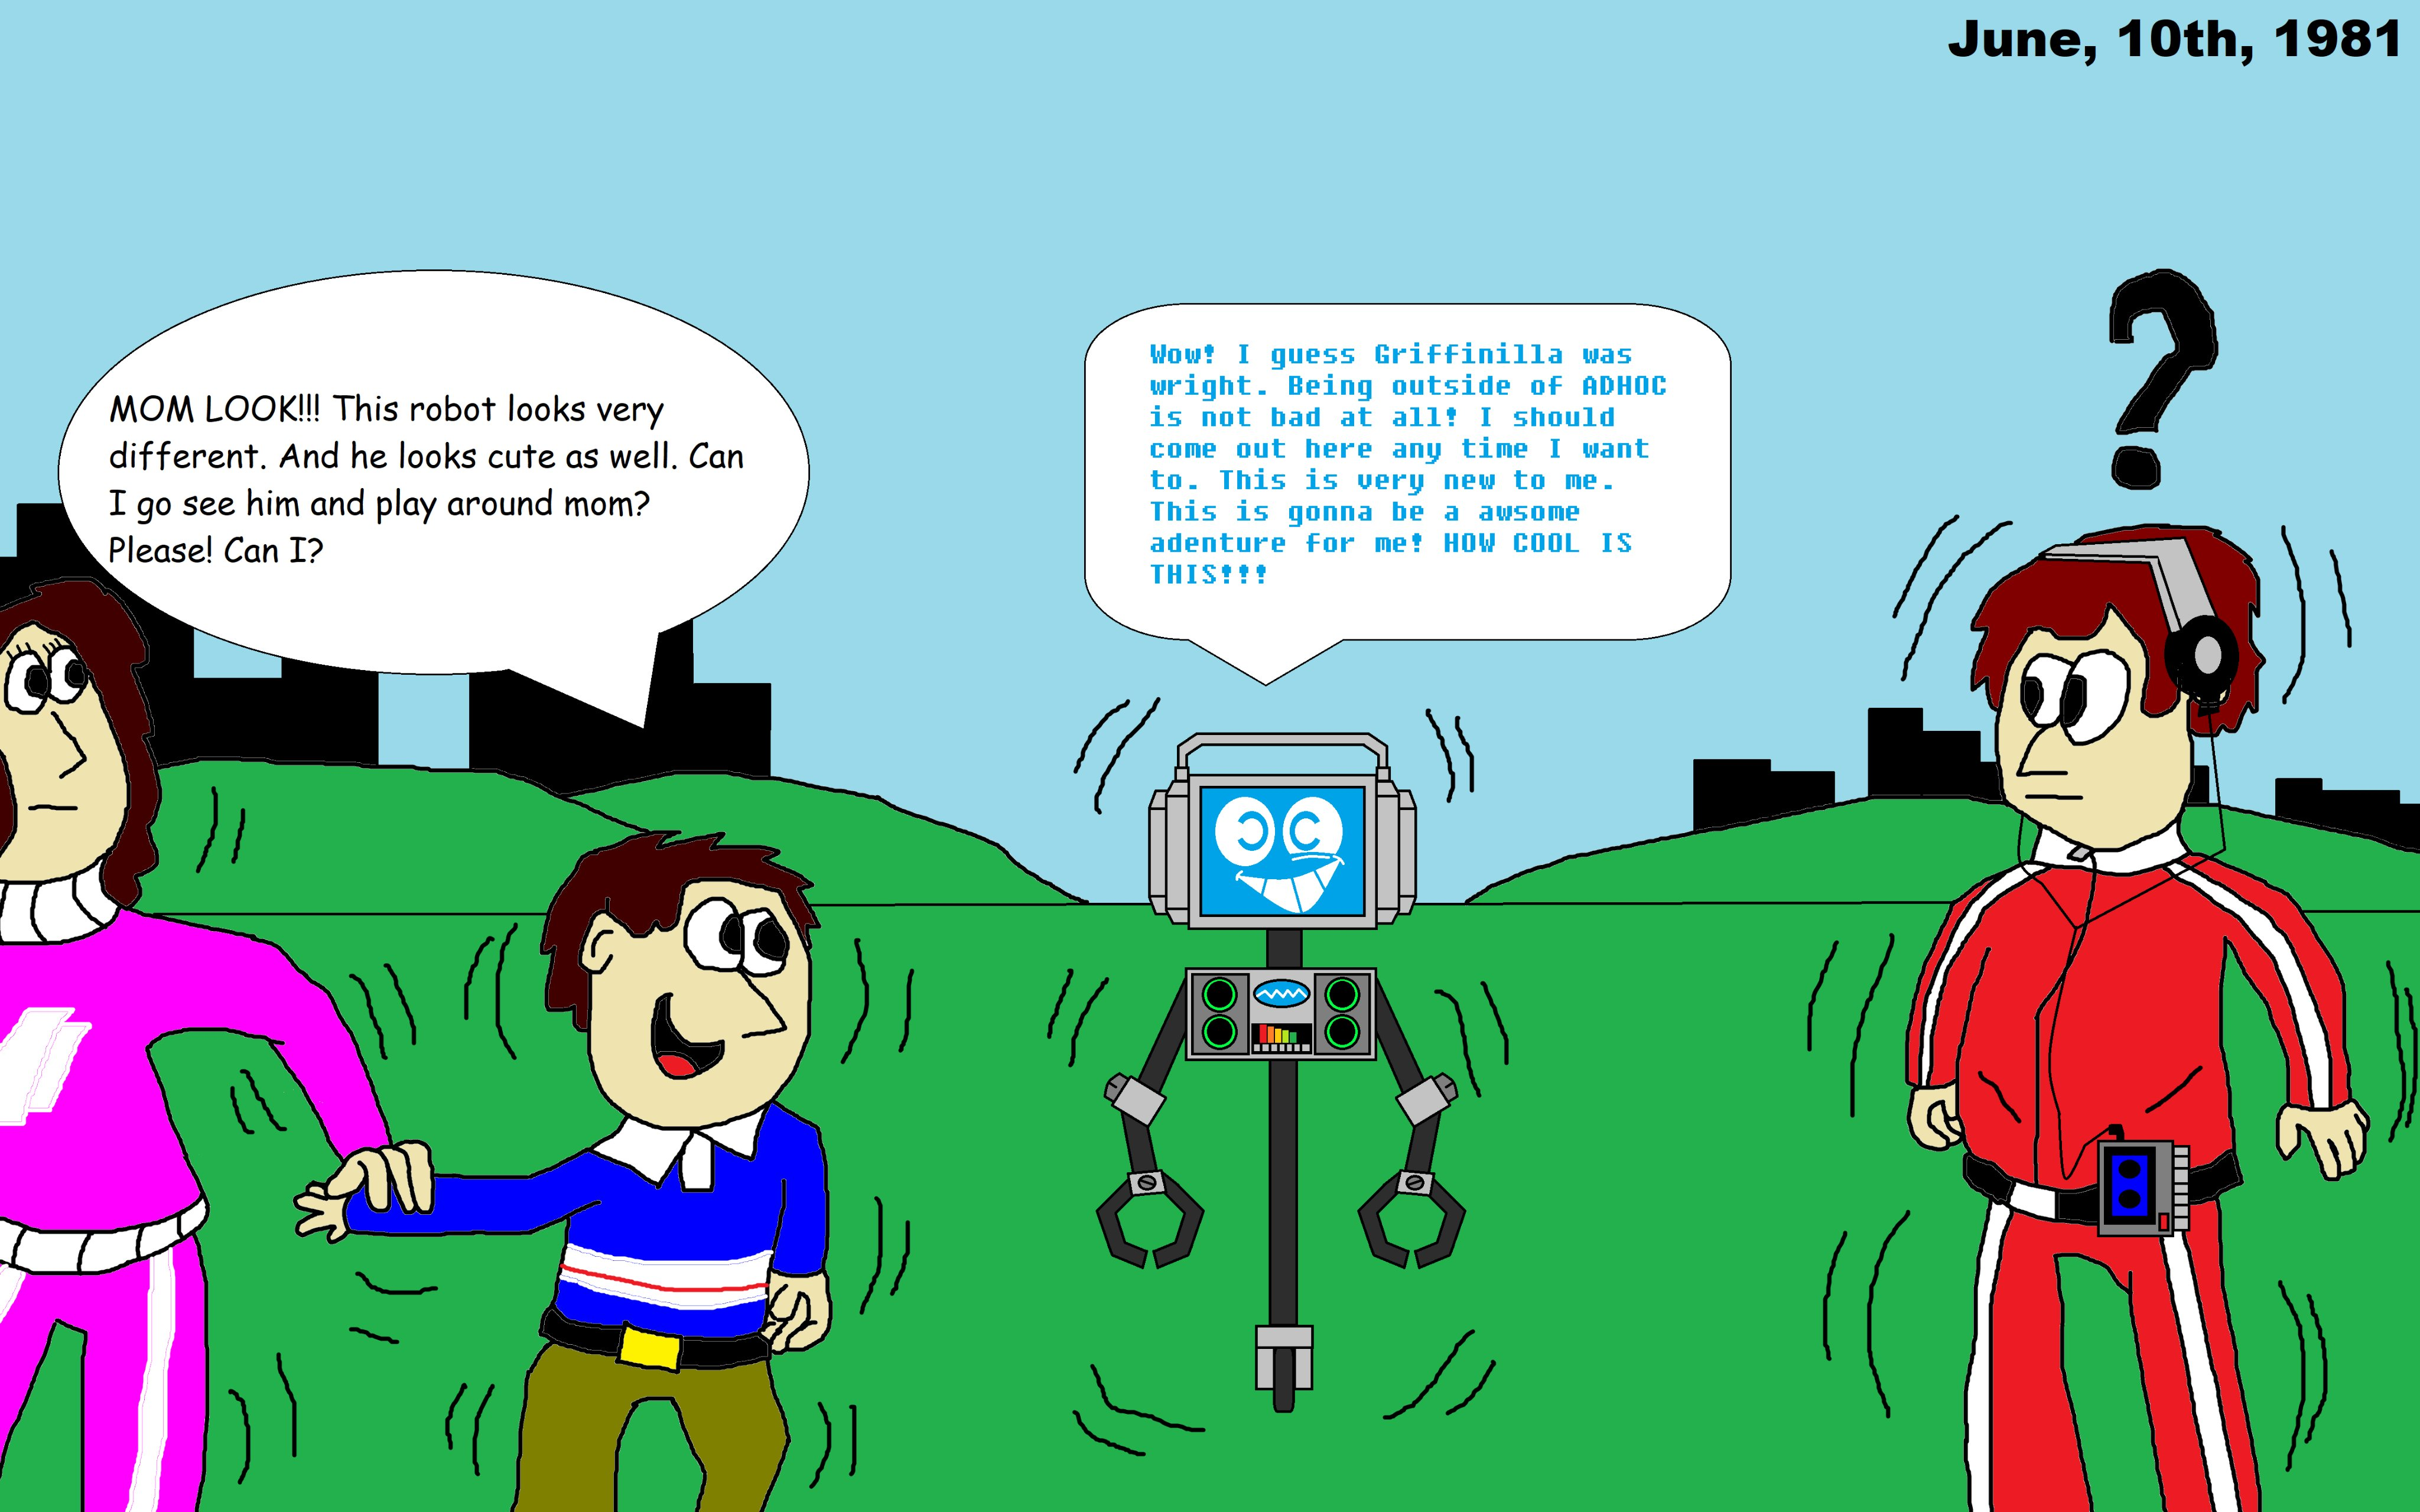 June, 10th, 1981
MOM LOOK!!! This robot looks very
different. And he looks cute as well. Can
I go see him and play around mom?
Please! Can I?
Wow! I guess Griffinilla was
wright. Being outside of ADHOC
is not bad at all! I should
come out here any time I want
to. This is very new to me.
This is gonna be a awsome
adenture for me! HOW COOL IS
THIS!!!
?